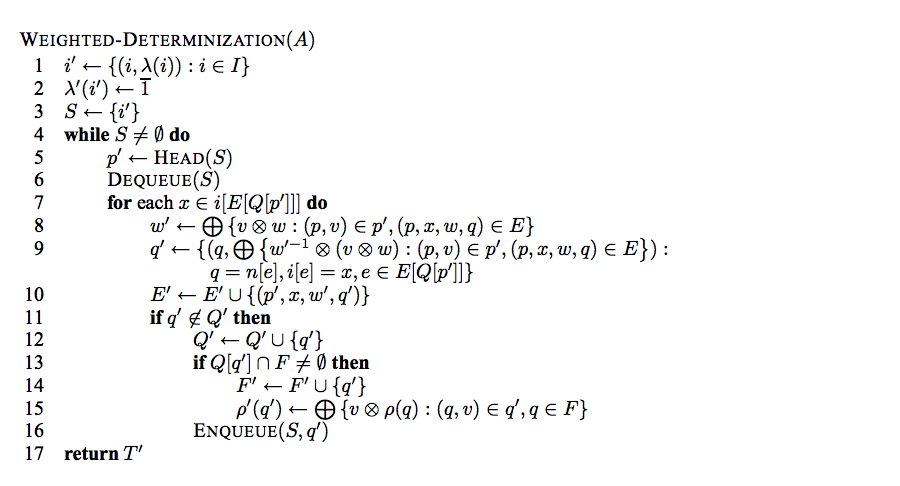 WEIGHTED-DETERMINIZATION(A)
1 i′ ← {(i, λ(i)) : i ∈ I}
2 λ′(i′) ← 1̅
3 S ← {i′}
4 while S ≠ ∅ do
5 p′ ← HEAD(S)
6 DEQUEUE(S)
7 for each x ∈ i[E[Q[p′]]] do
8 w′ ← ⨁ {v ⊗ w : (p, v) ∈ p′, (p, x, w, q) ∈ E}
9 q′ ← {(q, ⨁ {w′⁻¹ ⊗ (v ⊗ w) : (p, v) ∈ p′, (p, x, w, q) ∈ E}) :
q = n[e], i[e] = x, e ∈ E[Q[p′]]}
10 E′ ← E′ ∪ {(p′, x, w′, q′)}
11 if q′ ∉ Q′ then
12 Q′ ← Q′ ∪ {q′}
13 if Q[q′] ∩ F ≠ ∅ then
14 F′ ← F′ ∪ {q′}
15 ρ′(q′) ← ⨁ {v ⊗ ρ(q) : (q, v) ∈ q′, q ∈ F}
16 ENQUEUE(S, q′)
17 return T′